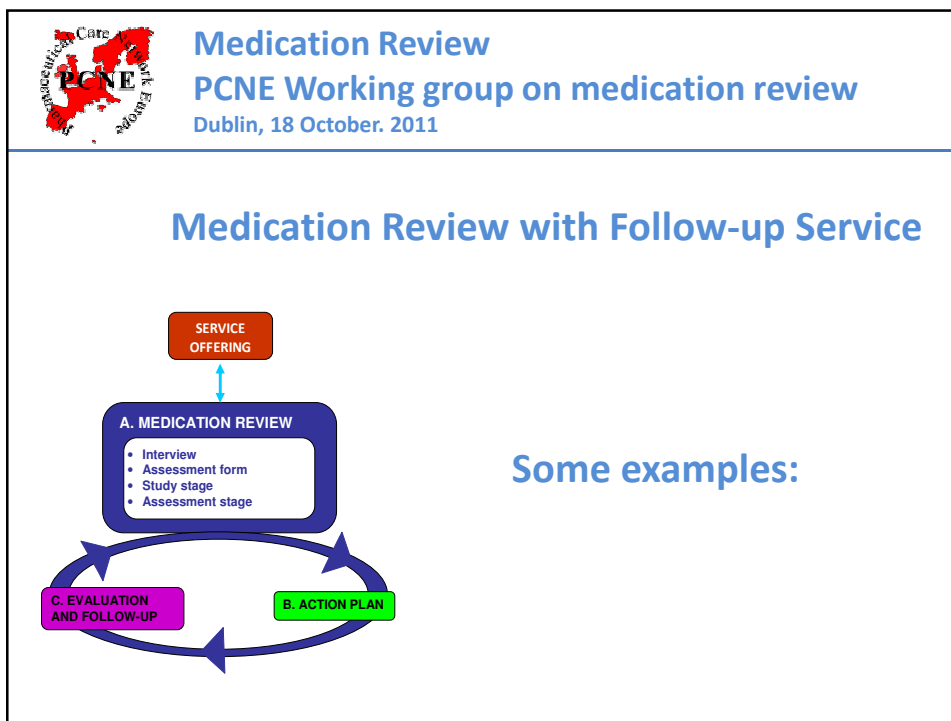 Pharmaceutical Care Network Europe
PCNE
Medication Review
PCNE Working group on medication review
Dublin, 18 October. 2011
Medication Review with Follow-up Service
SERVICE
OFFERING
A. MEDICATION REVIEW
• Interview
• Assessment form
• Study stage
• Assessment stage
Some examples:
C. EVALUATION
AND FOLLOW-UP
B. ACTION PLAN